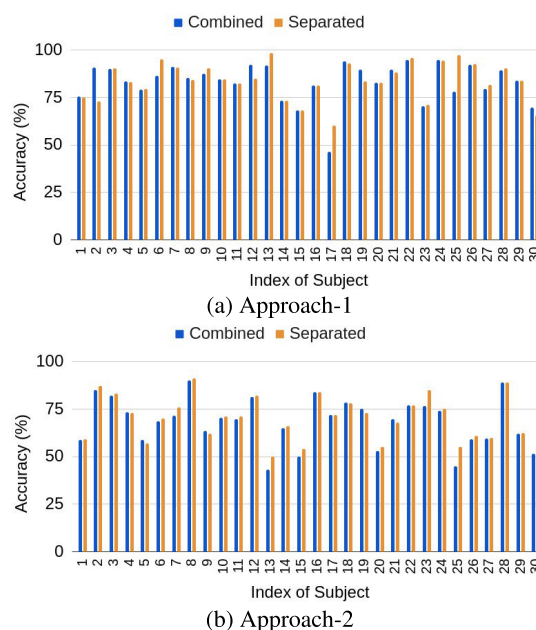 Combined Separated
100
75
50
25
0
Accuracy (%)
1 2 3 4 5 6 7 8 9 10 11 12 13 14 15 16 17 18 19 20 21 22 23 24 25 26 27 28 29 30
Index of Subject
(a) Approach-1
Combined Separated
100
75
50
25
0
Accuracy (%)
1 2 3 4 5 6 7 8 9 10 11 12 13 14 15 16 17 18 19 20 21 22 23 24 25 26 27 28 29 30
Index of Subject
(b) Approach-2